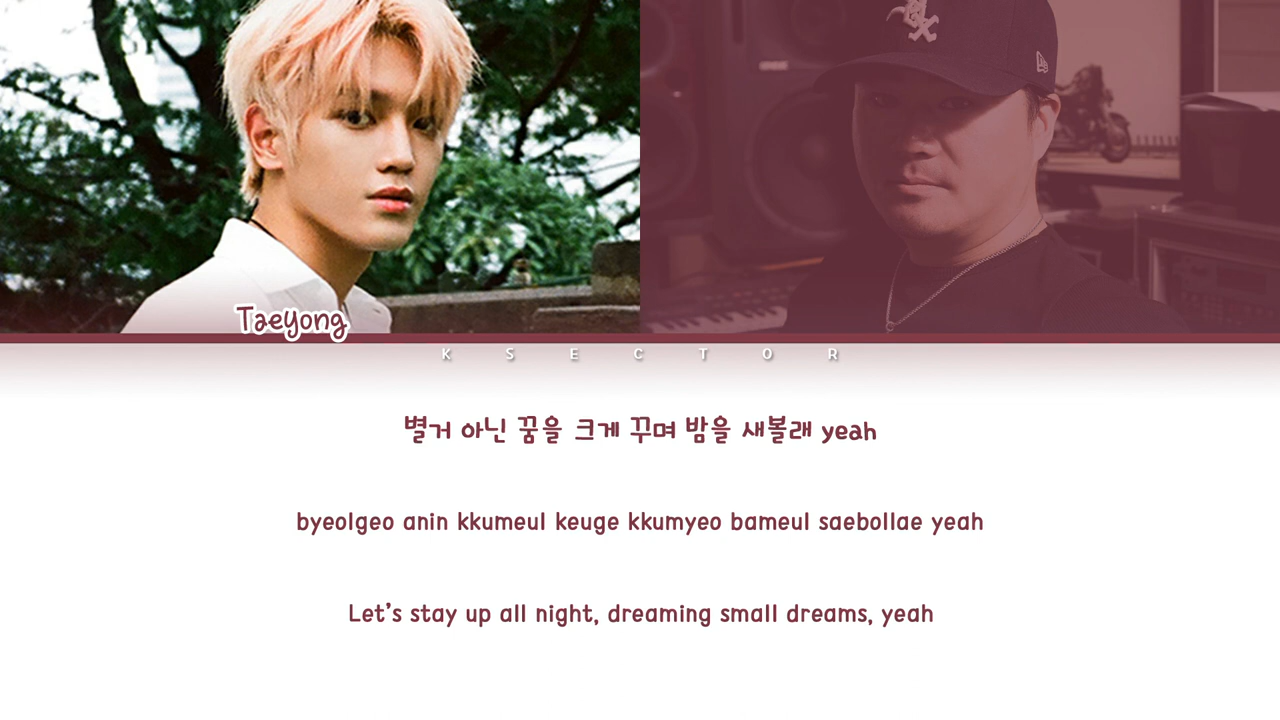 Taeyong
K S E C T O R
별거 아닌 꿈을 크게 꾸며 밤을 새볼래 yeah
byeolgeo anin kkumeul keuge kkumyeo bameul saebollae yeah
Let's stay up all night, dreaming small dreams, yeah